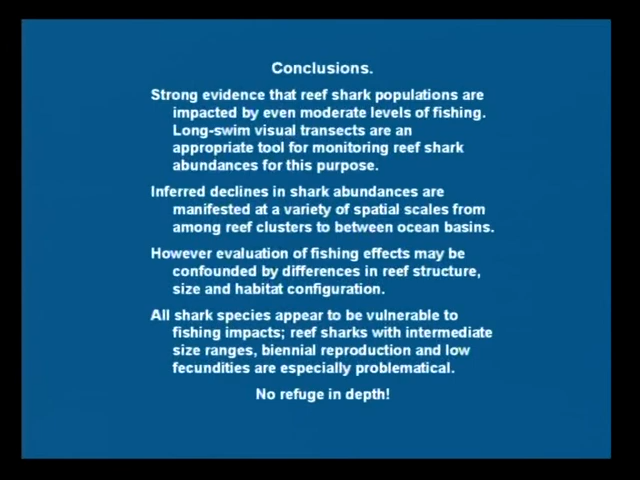 Conclusions.
Strong evidence that reef shark populations are
impacted by even moderate levels of fishing.
Long-swim visual transects are an
appropriate tool for monitoring reef shark
abundances for this purpose.
Inferred declines in shark abundances are
manifested at a variety of spatial scales from
among reef clusters to between ocean basins.
However evaluation of fishing effects may be
confounded by differences in reef structure,
size and habitat configuration.
All shark species appear to be vulnerable to
fishing impacts; reef sharks with intermediate
size ranges, biennial reproduction and low
fecundities are especially problematical.
No refuge in depth!